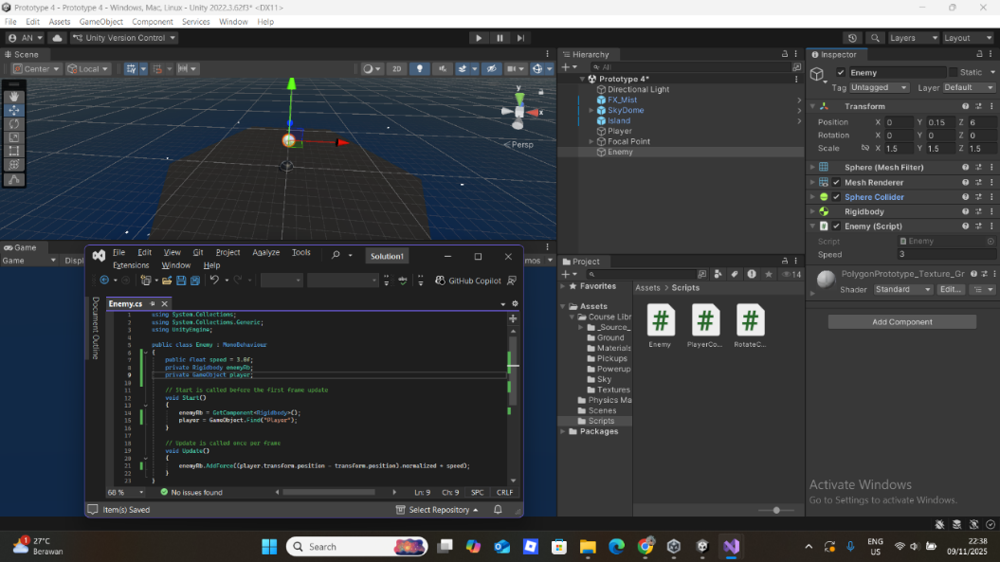 Prototype 4 - Prototype 4 - Windows, Mac, Linux - Unity 2022.3.62f3* <DX11>
File Edit Assets GameObject Component Services Window Help
AN Unity Version Control Layers Layout
Scene
Center Local 2D
y
x
Persp
Game
Game Displ mos
File Edit View Git Project Analyze Tools Solution1
Extensions Window Help
GitHub Copilot
Document Outline
Enemy.cs
1 using System.Collections;
2 using System.Collections.Generic;
3 using UnityEngine;
4
5 public class Enemy : MonoBehaviour
6 {
7 public float speed = 3.0f;
8 private Rigidbody enemyRb;
9 private GameObject player;
10
11 // Start is called before the first frame update
12 void Start()
13 {
14 enemyRb = GetComponent<Rigidbody>();
15 player = GameObject.Find("Player");
16 }
17
18 // Update is called once per frame
19 void Update()
20 {
21 enemyRb.AddForce((player.transform.position - transform.position).normalized * speed);
22 }
23 }
68 % No issues found Ln: 9 Ch: 9 SPC CRLF
Item(s) Saved Select Repository
Hierarchy
All
Prototype 4*
Directional Light
FX_Mist
SkyDome
Island
Player
Focal Point
Enemy
Project
14
Favorites
Assets
Course Libr
_Source_
Ground
Materials
Pickups
Powerup
Sky
Textures
Physics Ma
Scenes
Scripts
Packages
Assets > Scripts
Enemy PlayerCo... RotateC...
Inspector
Enemy Static
Tag Untagged Layer Default
Transform
Position X 0 Y 0.15 Z 6
Rotation X 0 Y 0 Z 0
Scale X 1.5 Y 1.5 Z 1.5
Sphere (Mesh Filter)
Mesh Renderer
Sphere Collider
Rigidbody
Enemy (Script)
Script Enemy
Speed 3
PolygonPrototype_Texture_Gr
Shader Standard Edit...
Add Component
Activate Windows
Go to Settings to activate Windows.
1
27°C
Berawan
Search
ENG
US
22:38
09/11/2025